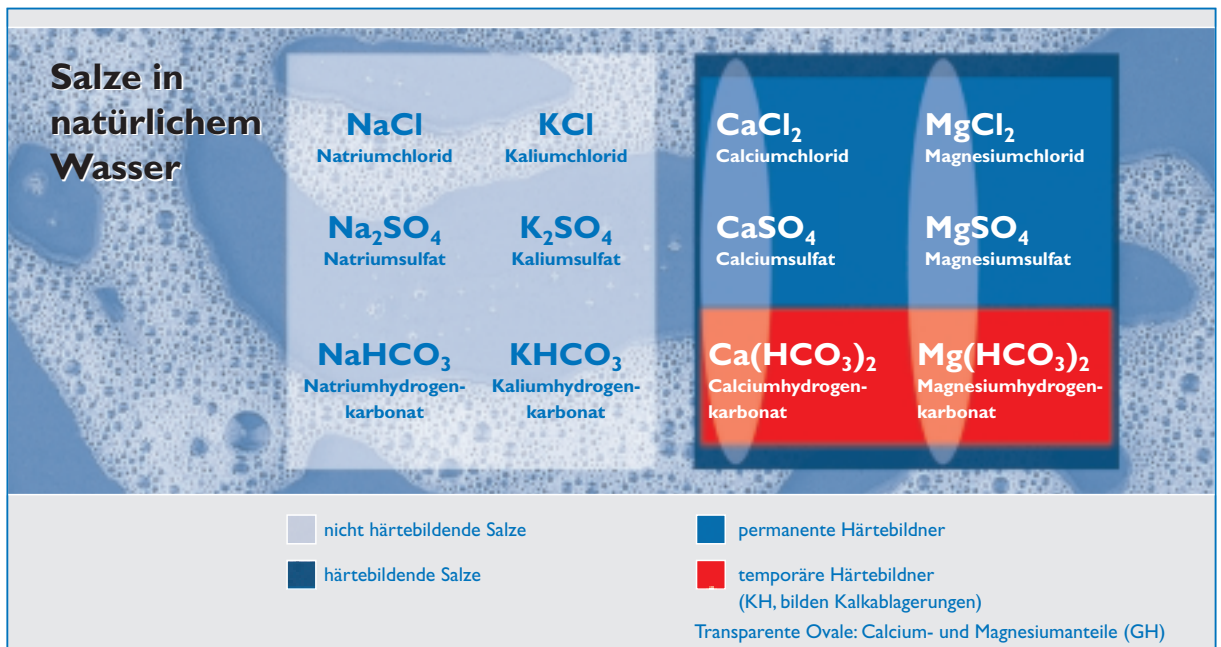 Salze in
natürlichem
Wasser
NaCl KCl CaCl₂ MgCl₂
Natriumchlorid Kaliumchlorid Calciumchlorid Magnesiumchlorid
Na₂SO₄ K₂SO₄ CaSO₄ MgSO₄
Natriumsulfat Kaliumsulfat Calciumsulfat Magnesiumsulfat
NaHCO₃ KHCO₃ Ca(HCO₃)₂ Mg(HCO₃)₂
Natriumhydrogen- Kaliumhydrogen- Calciumhydrogen- Magnesiumhydrogen-
karbonat karbonat karbonat karbonat
nicht härtebildende Salze permanente Härtebildner
härtebildende Salze temporäre Härtebildner
(KH, bilden Kalkablagerungen)
Transparente Ovale: Calcium- und Magnesiumanteile (GH)